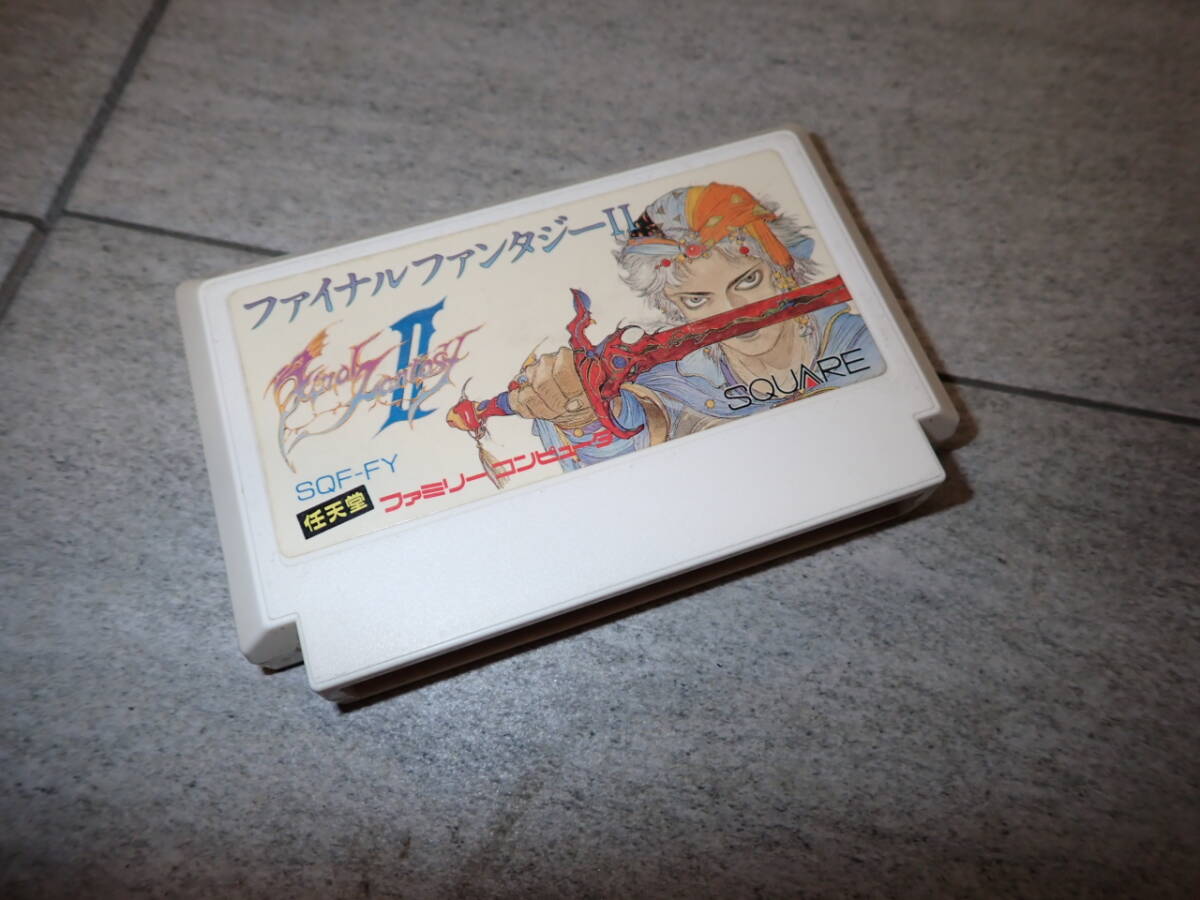 ファイナルファンタジーII
Final Fantasy II
SQUARE
SQF-FY
任天堂 ファミリーコンピュータ